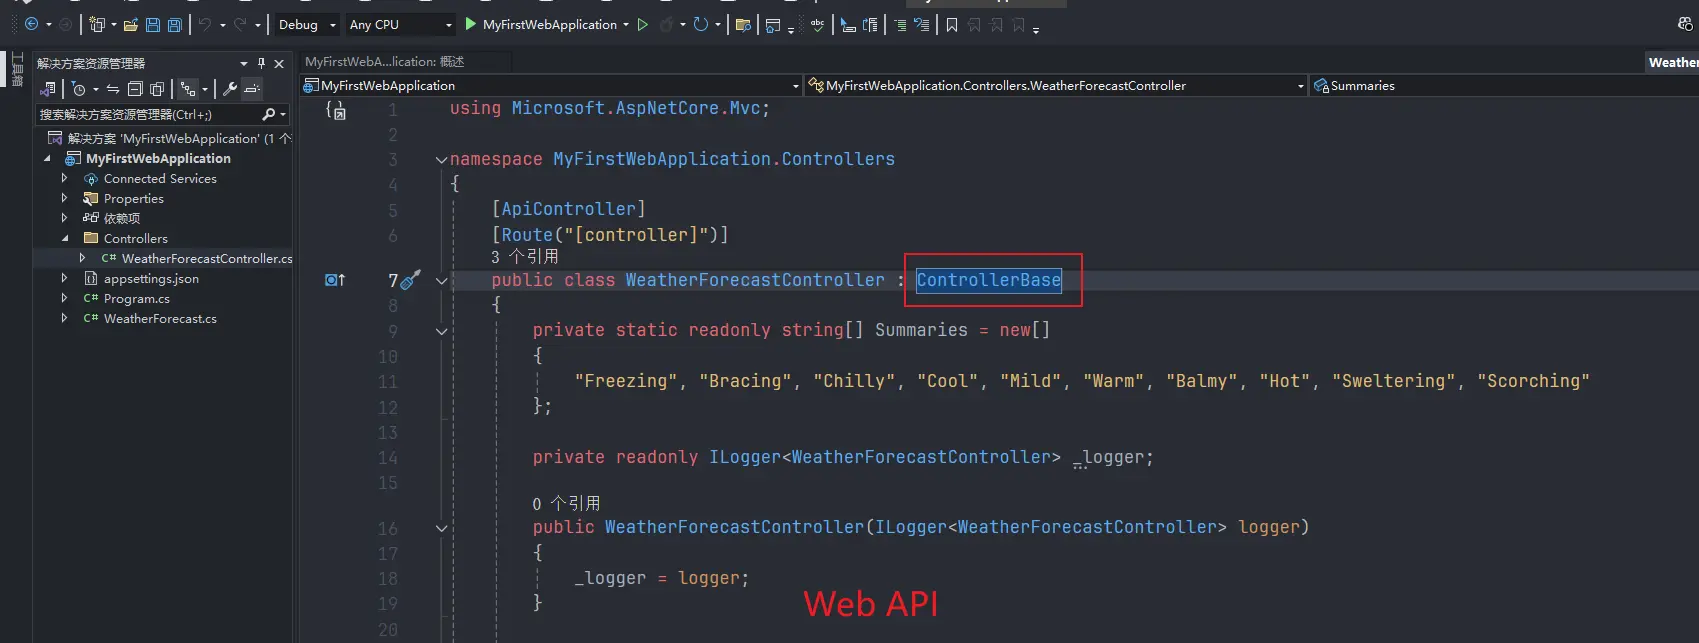 Debug
Any CPU
MyFirstWebApplication
工具箱
解决方案资源管理器
搜索解决方案资源管理器(Ctrl+;)
解决方案 'MyFirstWebApplication' (1 个
MyFirstWebApplication
Connected Services
Properties
依赖项
Controllers
C# WeatherForecastController.cs
appsettings.json
C# Program.cs
C# WeatherForecast.cs
MyFirstWebA...lication: 概述
Weather
MyFirstWebApplication
MyFirstWebApplication.Controllers.WeatherForecastController
Summaries
1 using Microsoft.AspNetCore.Mvc;
2
3 namespace MyFirstWebApplication.Controllers
4 {
5 [ApiController]
6 [Route("[controller]")]
3 个引用
7 public class WeatherForecastController : ControllerBase
8 {
9 private static readonly string[] Summaries = new[]
10 {
11 "Freezing", "Bracing", "Chilly", "Cool", "Mild", "Warm", "Balmy", "Hot", "Sweltering", "Scorching"
12 };
13
14 private readonly ILogger<WeatherForecastController> _logger;
15
0 个引用
16 public WeatherForecastController(ILogger<WeatherForecastController> logger)
17 {
18 _logger = logger;
19 }
20
Web API